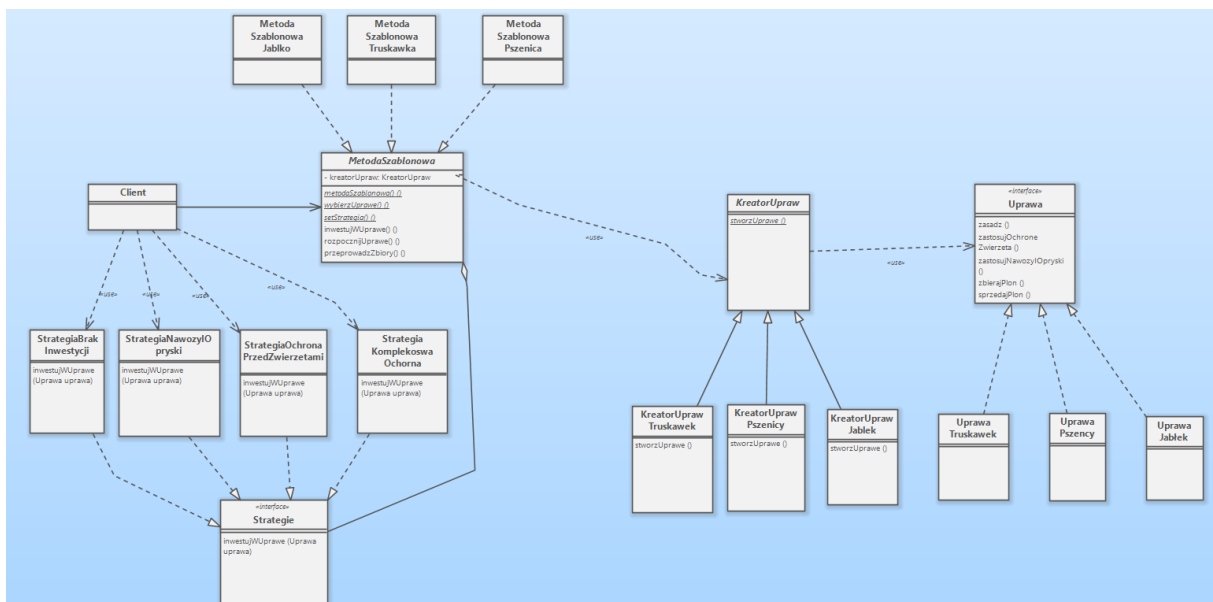 Metoda
Szablonowa
Jablko
Metoda
Szablonowa
Truskawka
Metoda
Szablonowa
Pszenica
MetodaSzablonowa
- kreatorUpraw: KreatorUpraw
metodaSzablonowa() ()
wybierzUprawe() ()
setStrategia() ()
inwestujWUprawe() ()
rozpocznijUprawe() ()
przeprowadzZbiory() ()
Client
«use»
«use»
«use»
«use»
StrategiaBrak
Inwestycji
inwestujWUprawe
(Uprawa uprawa)
StrategiaNawozyIO
pryski
inwestujWUprawe
(Uprawa uprawa)
StrategiaOchrona
PrzedZwierzetami
inwestujWUprawe
(Uprawa uprawa)
Strategia
Komplekoswa
Ochorna
inwestujWUprawe
(Uprawa uprawa)
«interface»
Strategie
inwestujWUprawe (Uprawa
uprawa)
«use»
KreatorUpraw
stworzUprawe ()
«use»
«interface»
Uprawa
zasadz ()
zastosujOchrone
Zwierzeta ()
zastosujNawozyIOpryski
()
zbierajPlon ()
sprzedajPlon ()
KreatorUpraw
Truskawek
stworzUprawe ()
KreatorUpraw
Pszenicy
stworzUprawe ()
KreatorUpraw
Jablek
stworzUprawe ()
Uprawa
Truskawek
Uprawa
Pszency
Uprawa
Jabłek